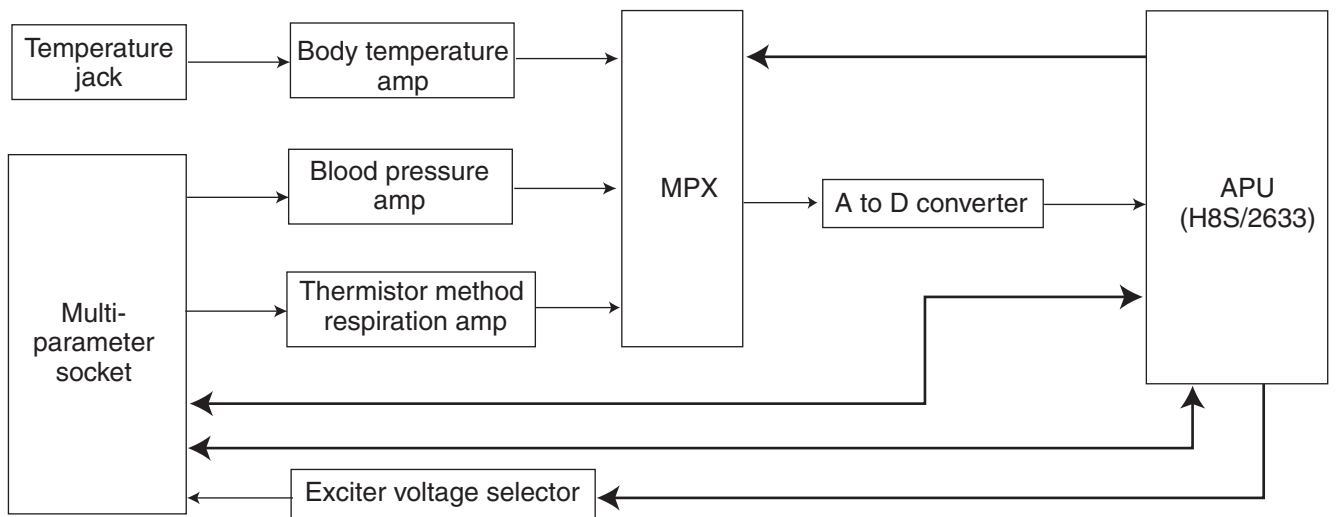 Temperature
jack
Body temperature
amp
Blood pressure
amp
Thermistor method
respiration amp
Multi-
parameter
socket
MPX
A to D converter
APU
(H8S/2633)
Exciter voltage selector